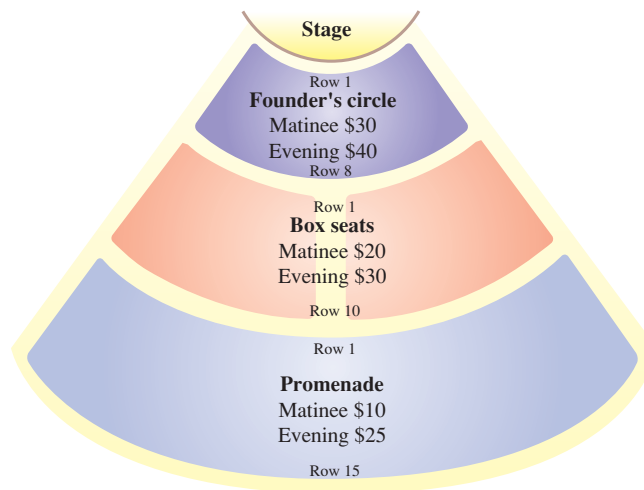 Stage
Row 1
Founder's circle
Matinee $30
Evening $40
Row 8
Row 1
Box seats
Matinee $20
Evening $30
Row 10
Row 1
Promenade
Matinee $10
Evening $25
Row 15